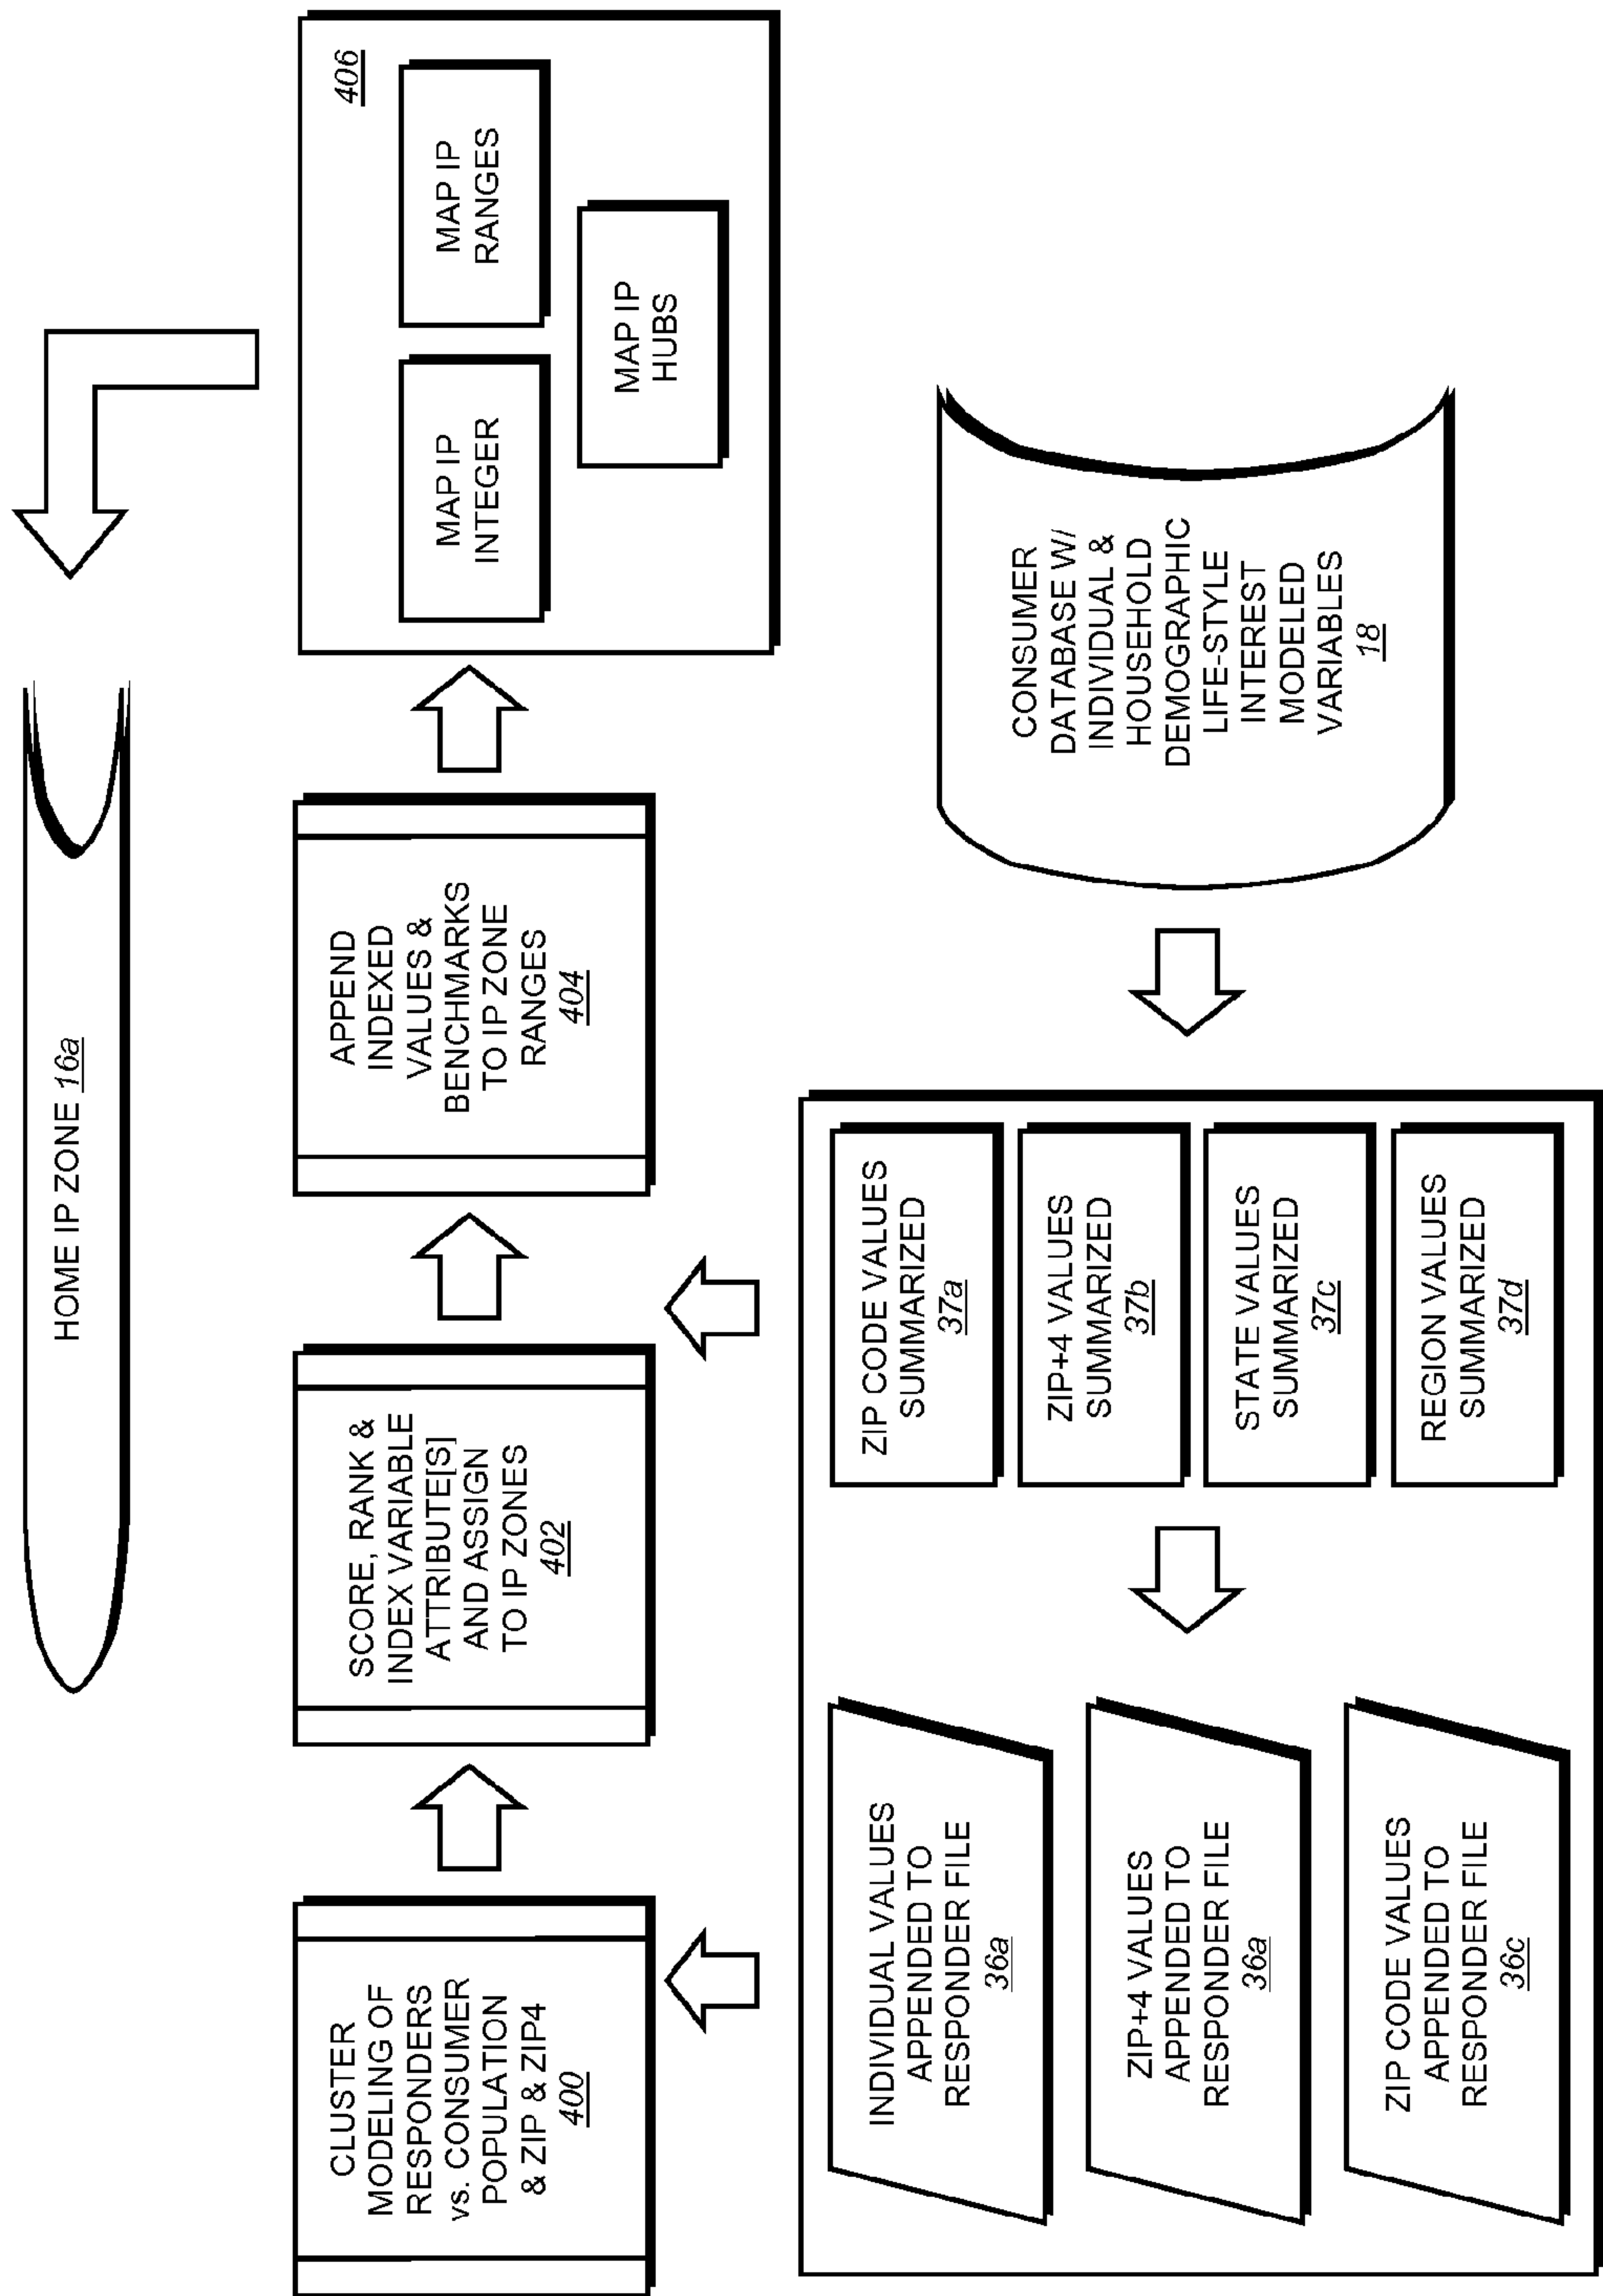 HOME IP ZONE 16a
CLUSTER
MODELING OF
RESPONDERS
vs. CONSUMER
POPULATION
& ZIP & ZIP4
400
SCORE, RANK &
INDEX VARIABLE
ATTRIBUTE[S]
AND ASSIGN
TO IP ZONES
402
APPEND
INDEXED
VALUES &
BENCHMARKS
TO IP ZONE
RANGES
404
406
MAP IP
INTEGER
MAP IP
RANGES
MAP IP
HUBS
INDIVIDUAL VALUES
APPENDED TO
RESPONDER FILE
36a
ZIP+4 VALUES
APPENDED TO
RESPONDER FILE
36a
ZIP CODE VALUES
APPENDED TO
RESPONDER FILE
36c
ZIP CODE VALUES
SUMMARIZED
37a
ZIP+4 VALUES
SUMMARIZED
37b
STATE VALUES
SUMMARIZED
37c
REGION VALUES
SUMMARIZED
37d
CONSUMER
DATABASE W/
INDIVIDUAL &
HOUSEHOLD
DEMOGRAPHIC
LIFE-STYLE
INTEREST
MODELED
VARIABLES
18